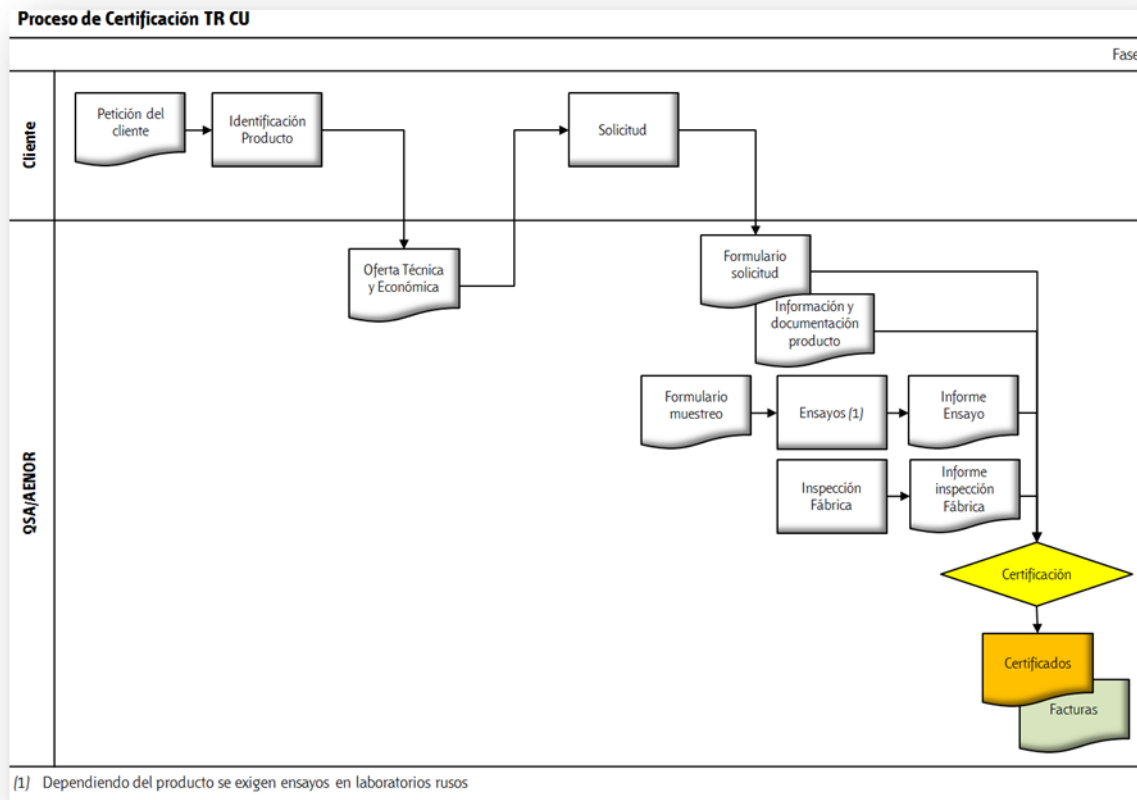 Proceso de Certificación TR CU
Fase
Cliente
Petición del
cliente
Identificación
Producto
Solicitud
QSA/AENOR
Oferta Técnica
y Económica
Formulario
solicitud
Información y
documentación
producto
Formulario
muestreo
Ensayos (1)
Informe
Ensayo
Inspección
Fábrica
Informe
inspección
Fábrica
Certificación
Certificados
Facturas
(1) Dependiendo del producto se exigen ensayos en laboratorios rusos